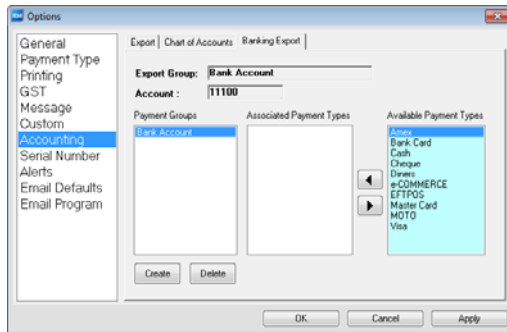 Options
General
Payment Type
Printing
GST
Message
Custom
Accounting
Serial Number
Alerts
Email Defaults
Email Program
Export
Chart of Accounts
Banking Export
Export Group: Bank Account
Account : 11100
Payment Groups
Bank Account
Associated Payment Types
Available Payment Types
Amex
Bank Card
Cash
Cheque
Diners
e-COMMERCE
EFTPOS
Master Card
MOTO
Visa
Create
Delete
OK
Cancel
Apply